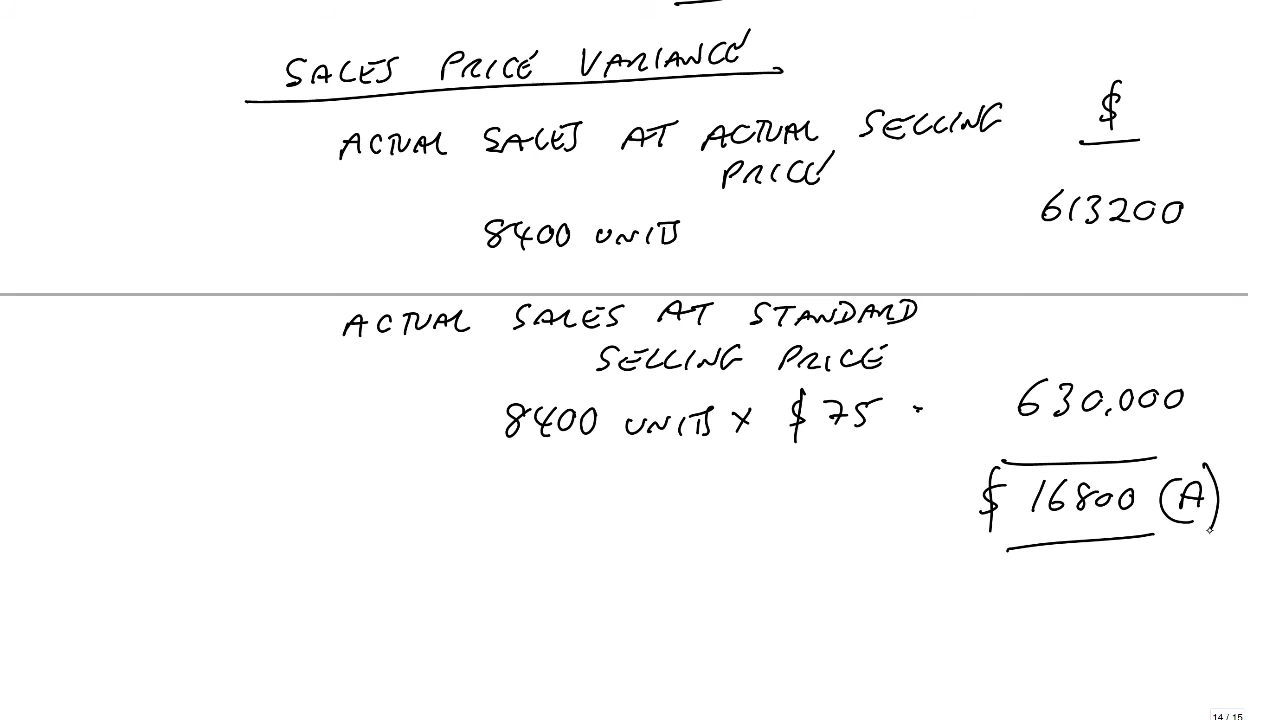 SALES PRICE VARIANCE
$
ACTUAL SALES AT ACTUAL SELLING
PRICE
8400 UNITS 613200
ACTUAL SALES AT STANDARD
SELLING PRICE
8400 UNITS X $75 630,000
$ 16800 (A)
14 / 15